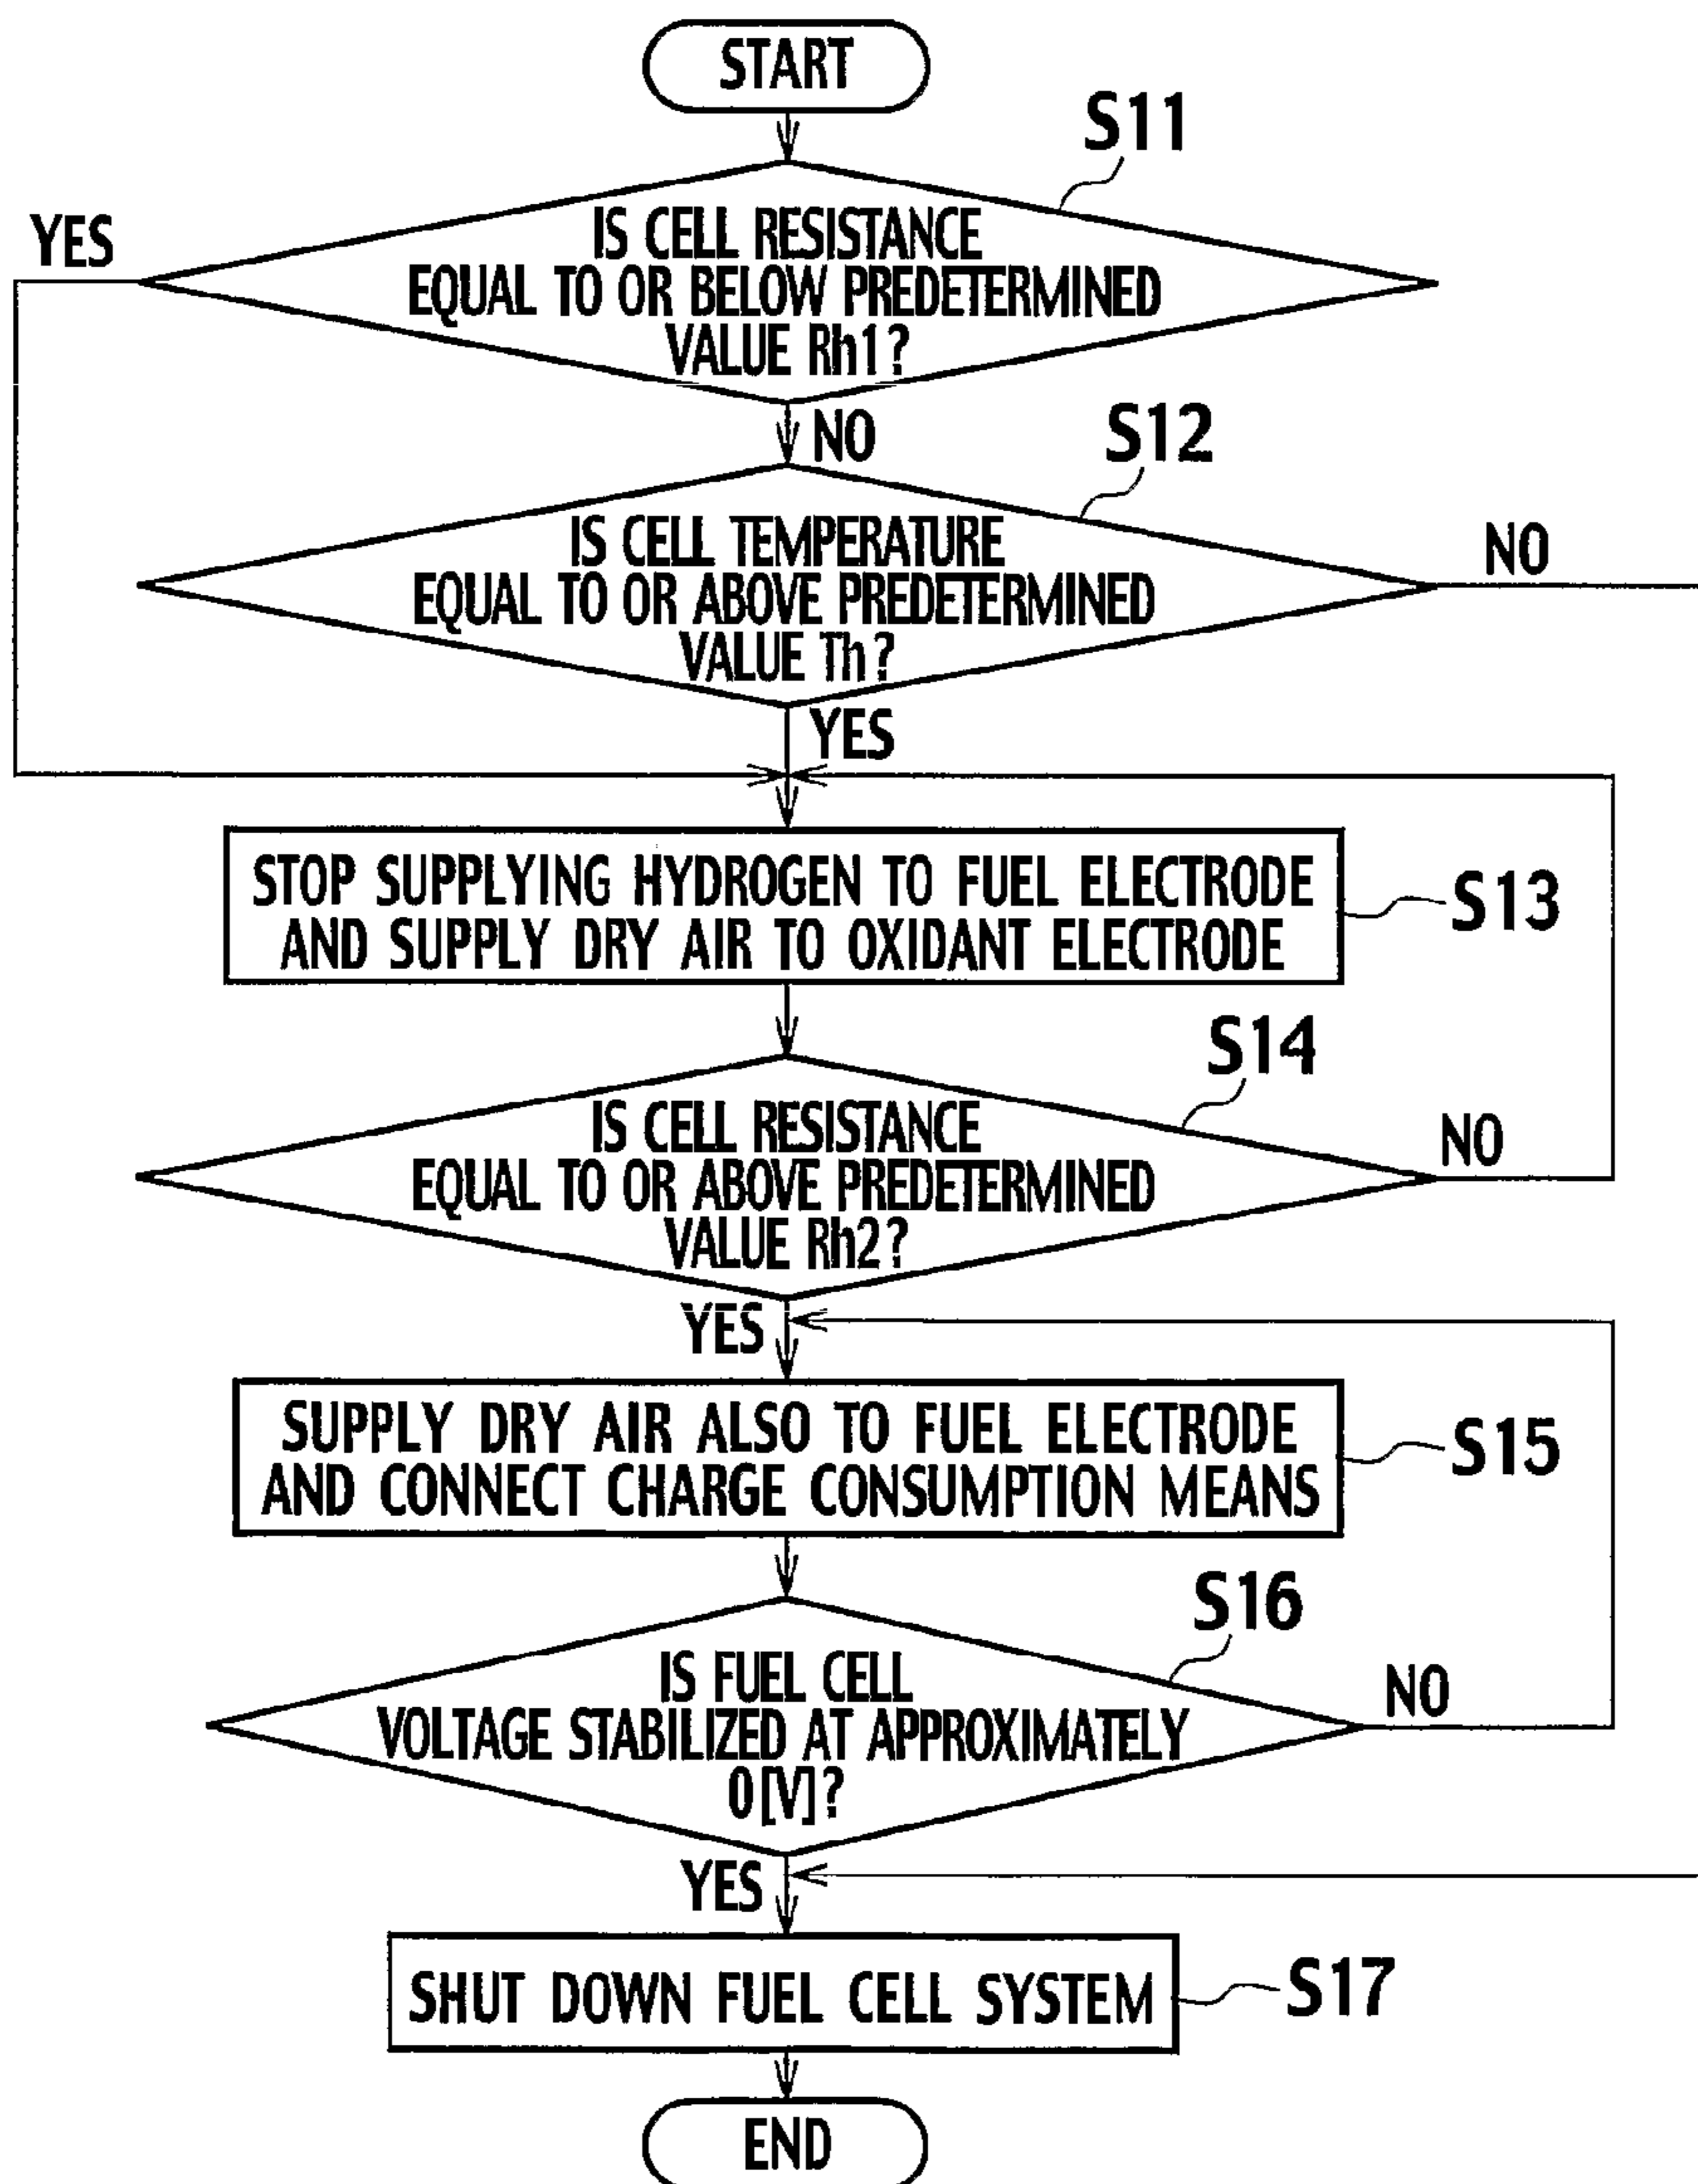 START
S11
YES
IS CELL RESISTANCE
EQUAL TO OR BELOW PREDETERMINED
VALUE Rh1?
NO
S12
IS CELL TEMPERATURE
EQUAL TO OR ABOVE PREDETERMINED
VALUE Th?
NO
YES
STOP SUPPLYING HYDROGEN TO FUEL ELECTRODE
AND SUPPLY DRY AIR TO OXIDANT ELECTRODE
S13
S14
IS CELL RESISTANCE
EQUAL TO OR ABOVE PREDETERMINED
VALUE Rh2?
NO
YES
SUPPLY DRY AIR ALSO TO FUEL ELECTRODE
AND CONNECT CHARGE CONSUMPTION MEANS
S15
S16
IS FUEL CELL
VOLTAGE STABILIZED AT APPROXIMATELY
0[V]?
NO
YES
SHUT DOWN FUEL CELL SYSTEM
S17
END